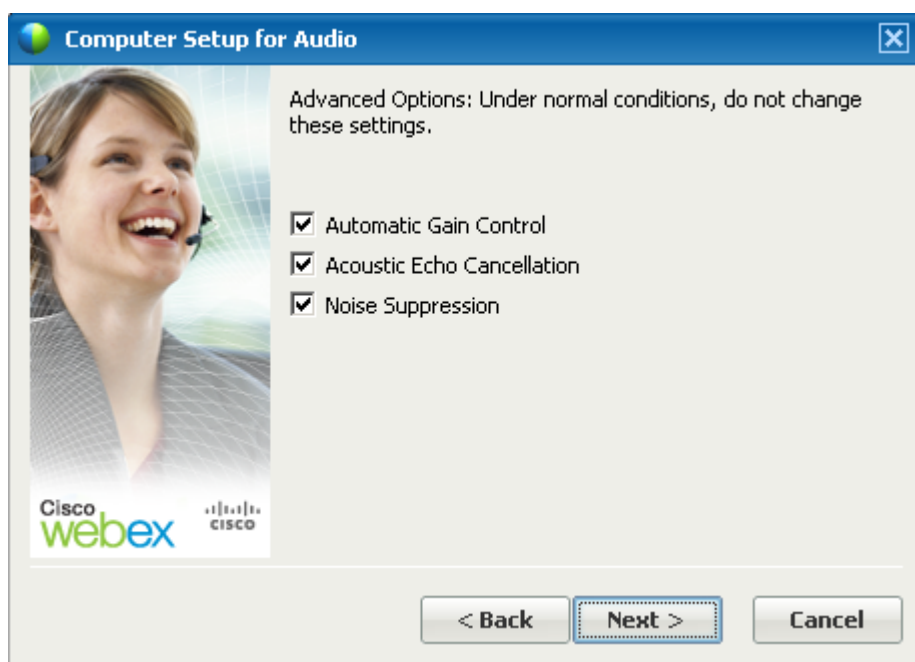 Computer Setup for Audio
Advanced Options: Under normal conditions, do not change
these settings.
Automatic Gain Control
Acoustic Echo Cancellation
Noise Suppression
Cisco
webex
cisco
< Back
Next >
Cancel